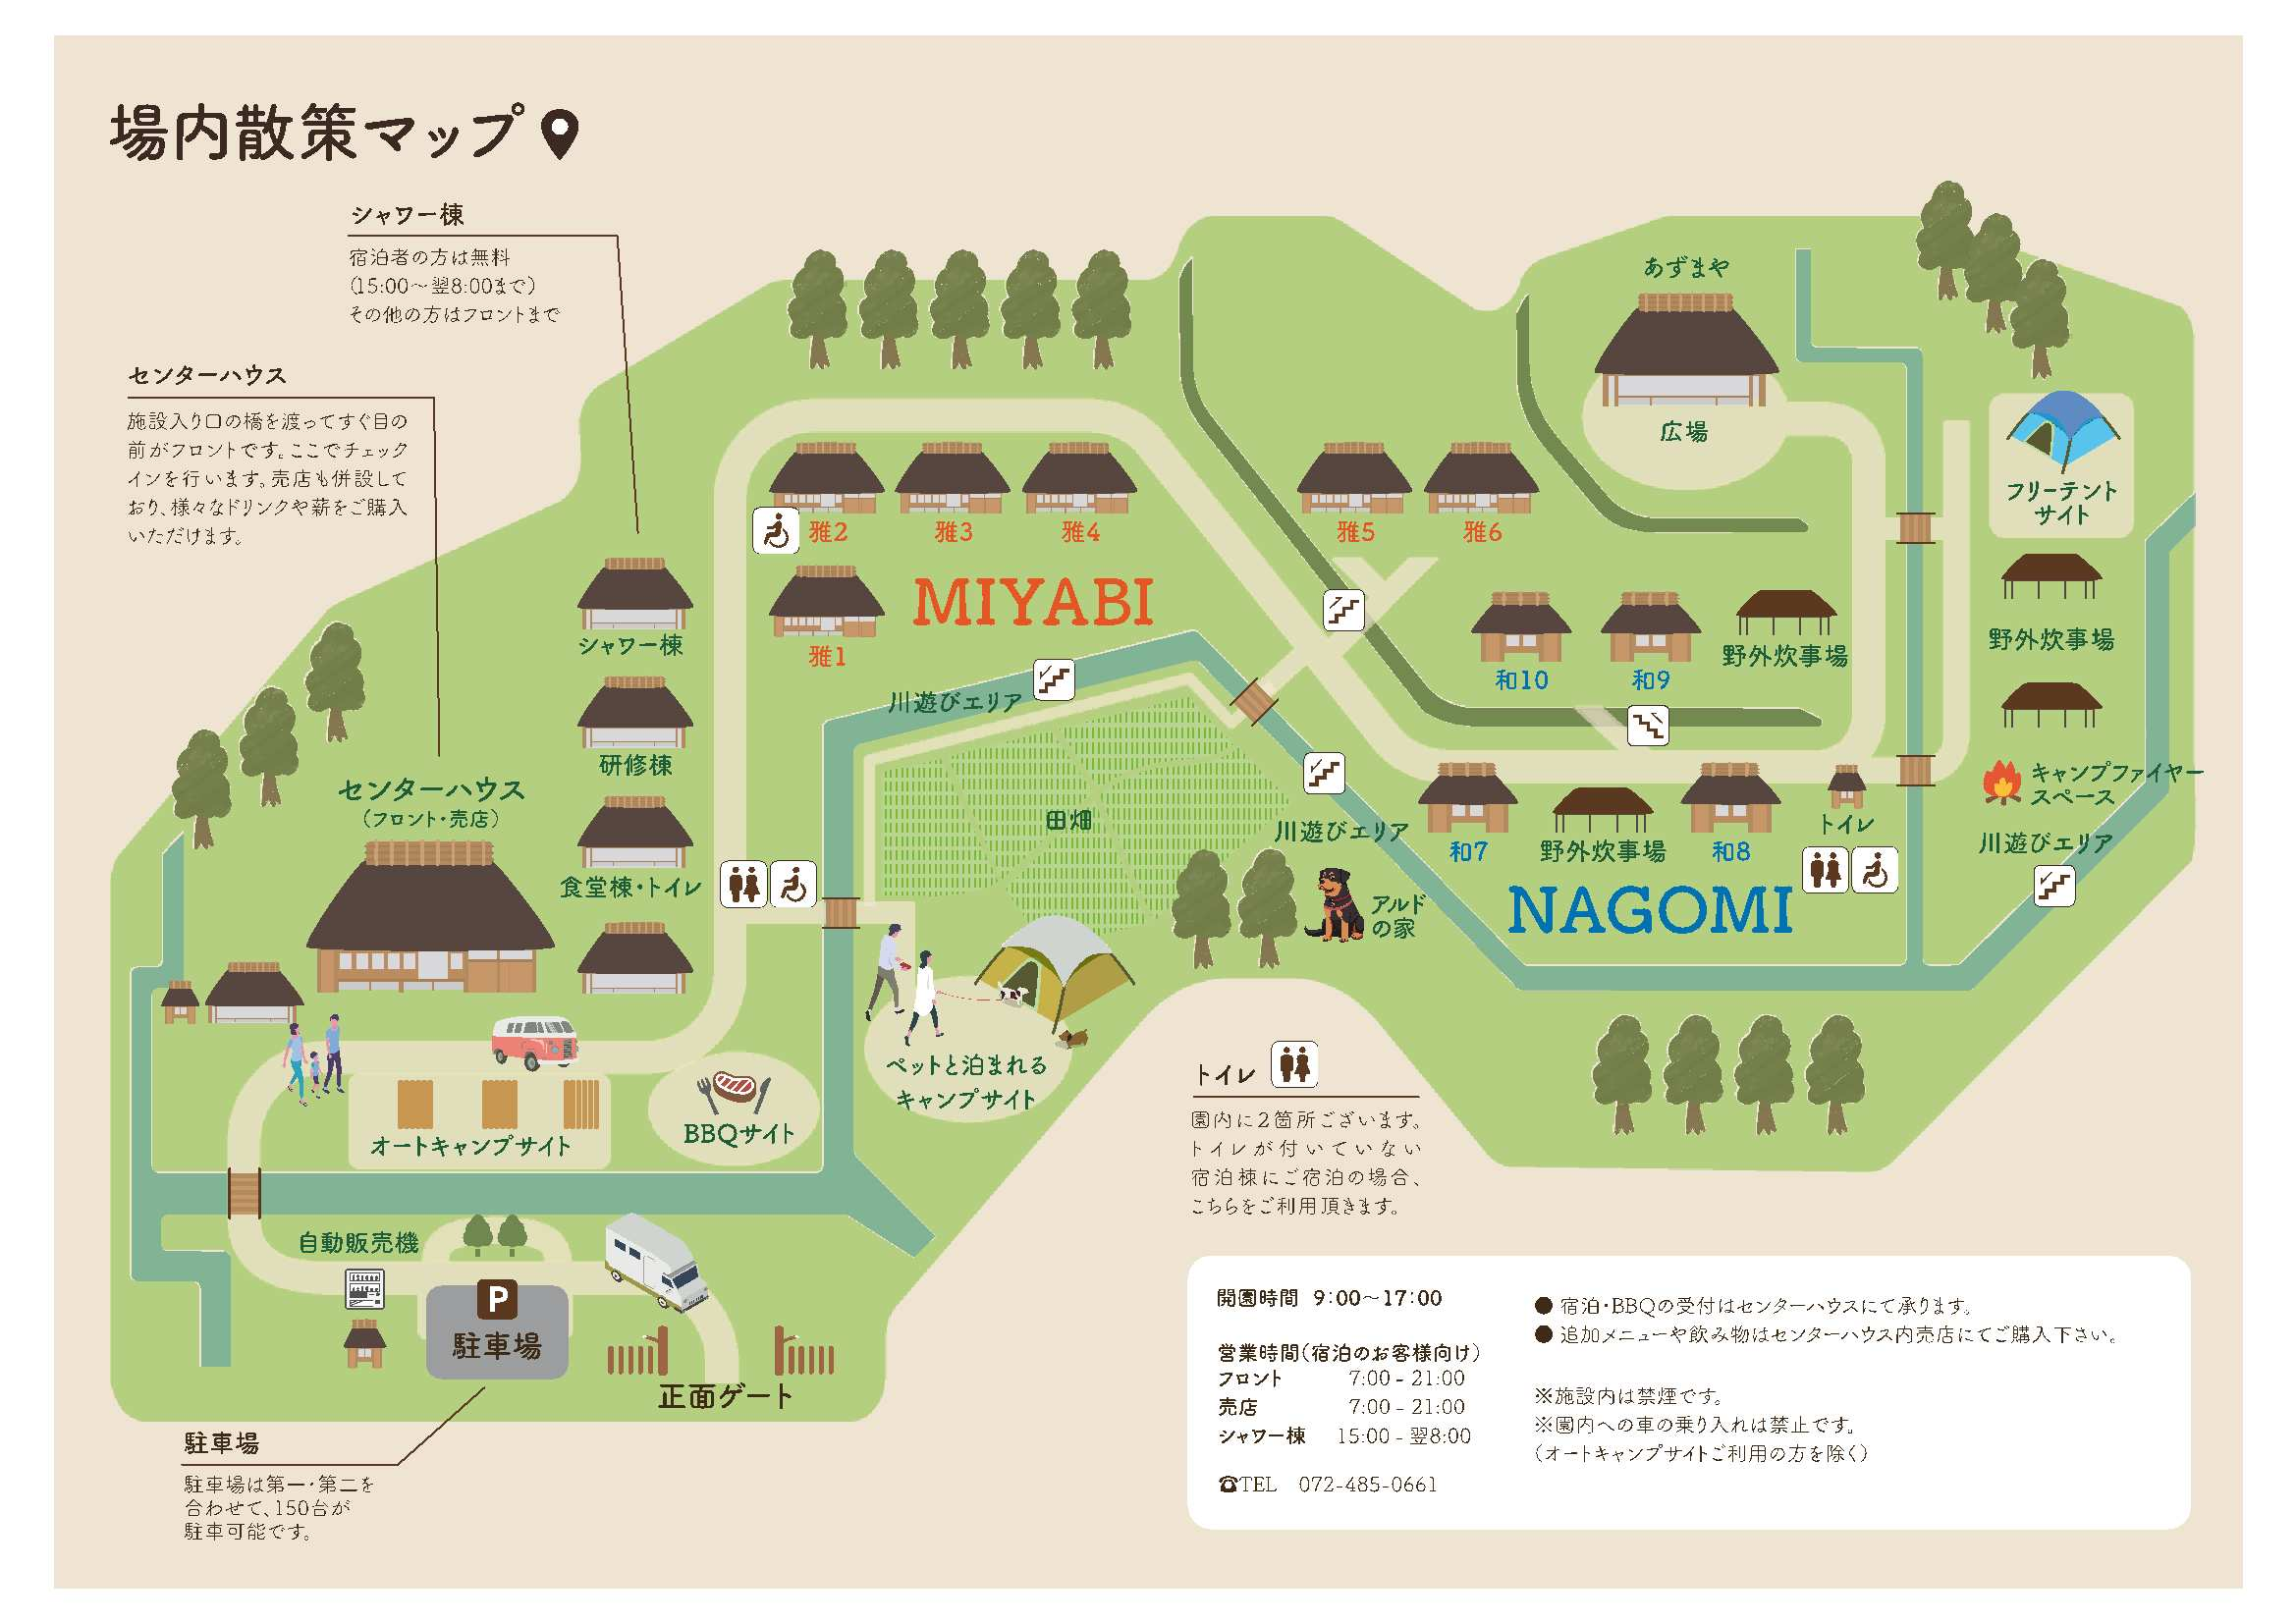 場内散策マップ
シャワー棟
宿泊者の方は無料
（15:00～翌8:00まで）
その他の方はフロントまで
センターハウス
施設入り口の橋を渡ってすぐ目の
前がフロントです。ここでチェック
インを行います。売店も併設して
おり、様々なドリンクや薪をご購入
いただけます。
あずまや
広場
フリーテント
サイト
雅2
雅3
雅4
雅5
雅6
MIYABI
雅1
シャワー棟
川遊びエリア
和10
和9
野外炊事場
野外炊事場
研修棟
センターハウス
（フロント・売店）
田畑
川遊びエリア
キャンプファイヤー
スペース
トイレ
川遊びエリア
和7
野外炊事場
和8
食堂棟・トイレ
アルド
の家
NAGOMI
ペットと泊まれる
キャンプサイト
BBQサイト
オートキャンプサイト
トイレ
園内に2箇所ございます。
トイレが付いていない
宿泊棟にご宿泊の場合、
こちらをご利用頂きます。
自動販売機
P
駐車場
正面ゲート
駐車場
駐車場は第一・第二を
合わせて、150台が
駐車可能です。
開園時間 9:00～17:00
営業時間（宿泊のお客様向け）
フロント 7:00 - 21:00
売店 7:00 - 21:00
シャワー棟 15:00 - 翌8:00
☎TEL 072-485-0661
● 宿泊・BBQの受付はセンターハウスにて承ります。
● 追加メニューや飲み物はセンターハウス内売店にてご購入下さい。
※施設内は禁煙です。
※園内への車の乗り入れは禁止です。
（オートキャンプサイトご利用の方を除く）